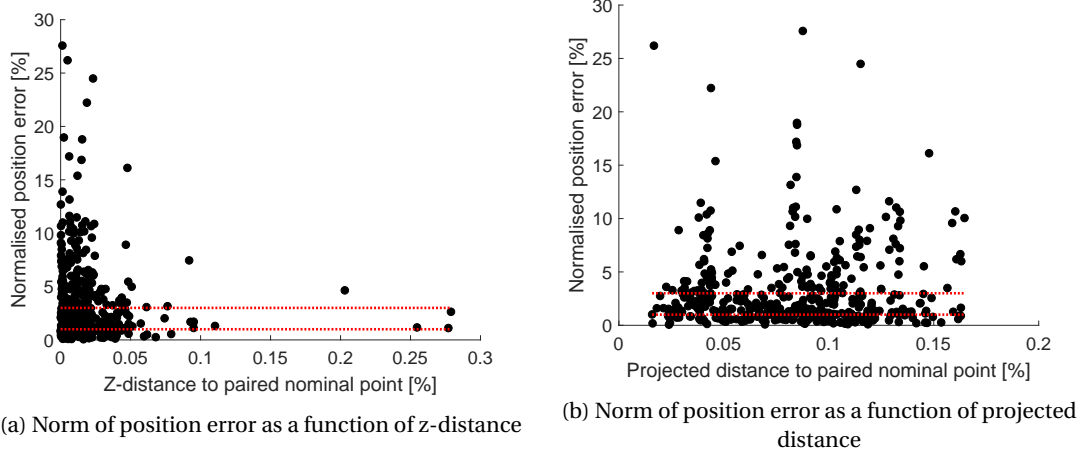 30
25
20
15
10
5
0
Normalised position error [%]
0 0.05 0.1 0.15 0.2 0.25 0.3
Z-distance to paired nominal point [%]
(a) Norm of position error as a function of z-distance
30
25
20
15
10
5
0
Normalised position error [%]
0 0.05 0.1 0.15 0.2
Projected distance to paired nominal point [%]
(b) Norm of position error as a function of projected
distance